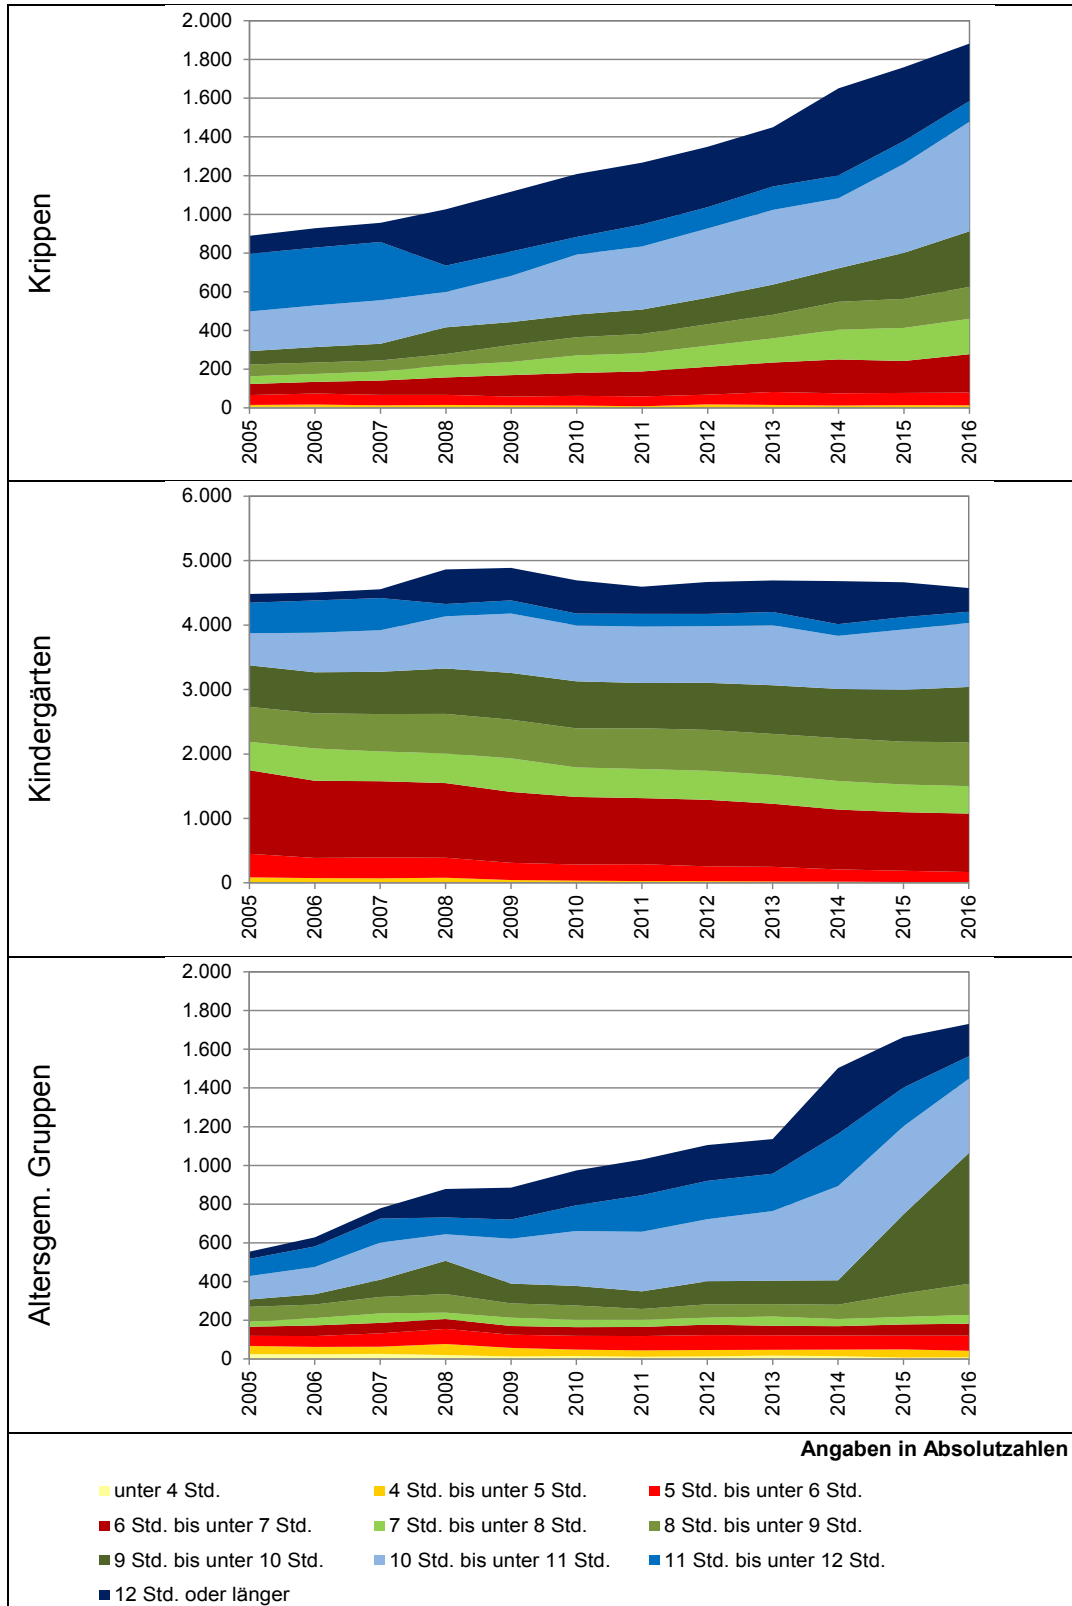 Krippen
2.000
1.800
1.600
1.400
1.200
1.000
800
600
400
200
0
2005 2006 2007 2008 2009 2010 2011 2012 2013 2014 2015 2016
Kindergärten
6.000
5.000
4.000
3.000
2.000
1.000
0
2005 2006 2007 2008 2009 2010 2011 2012 2013 2014 2015 2016
Altersgem. Gruppen
2.000
1.800
1.600
1.400
1.200
1.000
800
600
400
200
0
2005 2006 2007 2008 2009 2010 2011 2012 2013 2014 2015 2016
Angaben in Absolutzahlen
unter 4 Std. 4 Std. bis unter 5 Std. 5 Std. bis unter 6 Std.
6 Std. bis unter 7 Std. 7 Std. bis unter 8 Std. 8 Std. bis unter 9 Std.
9 Std. bis unter 10 Std. 10 Std. bis unter 11 Std. 11 Std. bis unter 12 Std.
12 Std. oder länger